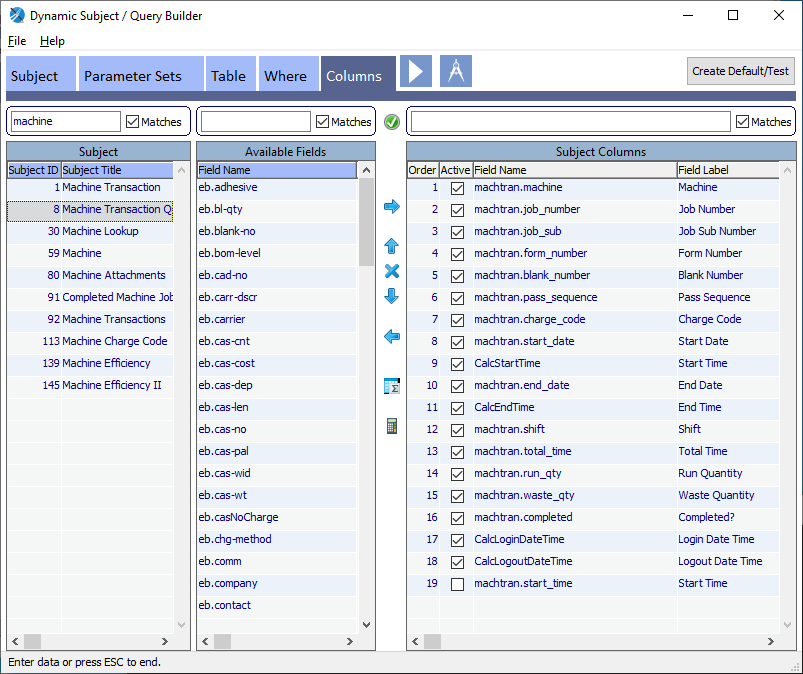 Dynamic Subject / Query Builder
File Help
Subject Parameter Sets Table Where Columns Create Default/Test
machine Matches Matches Matches
Subject
Subject ID Subject Title
1 Machine Transaction
8 Machine Transaction Q
30 Machine Lookup
59 Machine
80 Machine Attachments
91 Completed Machine Job
92 Machine Transactions
113 Machine Charge Code
139 Machine Efficiency
145 Machine Efficiency II
Available Fields
Field Name
eb.adhesive
eb.bl-qty
eb.blank-no
eb.bom-level
eb.cad-no
eb.carr-dscr
eb.carrier
eb.cas-cnt
eb.cas-cost
eb.cas-dep
eb.cas-len
eb.cas-no
eb.cas-pal
eb.cas-wid
eb.cas-wt
eb.casNoCharge
eb.chg-method
eb.comm
eb.company
eb.contact
Subject Columns
Order Active Field Name Field Label
1 machtran.machine Machine
2 machtran.job_number Job Number
3 machtran.job_sub Job Sub Number
4 machtran.form_number Form Number
5 machtran.blank_number Blank Number
6 machtran.pass_sequence Pass Sequence
7 machtran.charge_code Charge Code
8 machtran.start_date Start Date
9 CalcStartTime Start Time
10 machtran.end_date End Date
11 CalcEndTime End Time
12 machtran.shift Shift
13 machtran.total_time Total Time
14 machtran.run_qty Run Quantity
15 machtran.waste_qty Waste Quantity
16 machtran.completed Completed?
17 CalcLoginDateTime Login Date Time
18 CalcLogoutDateTime Logout Date Time
19 machtran.start_time Start Time
Enter data or press ESC to end.